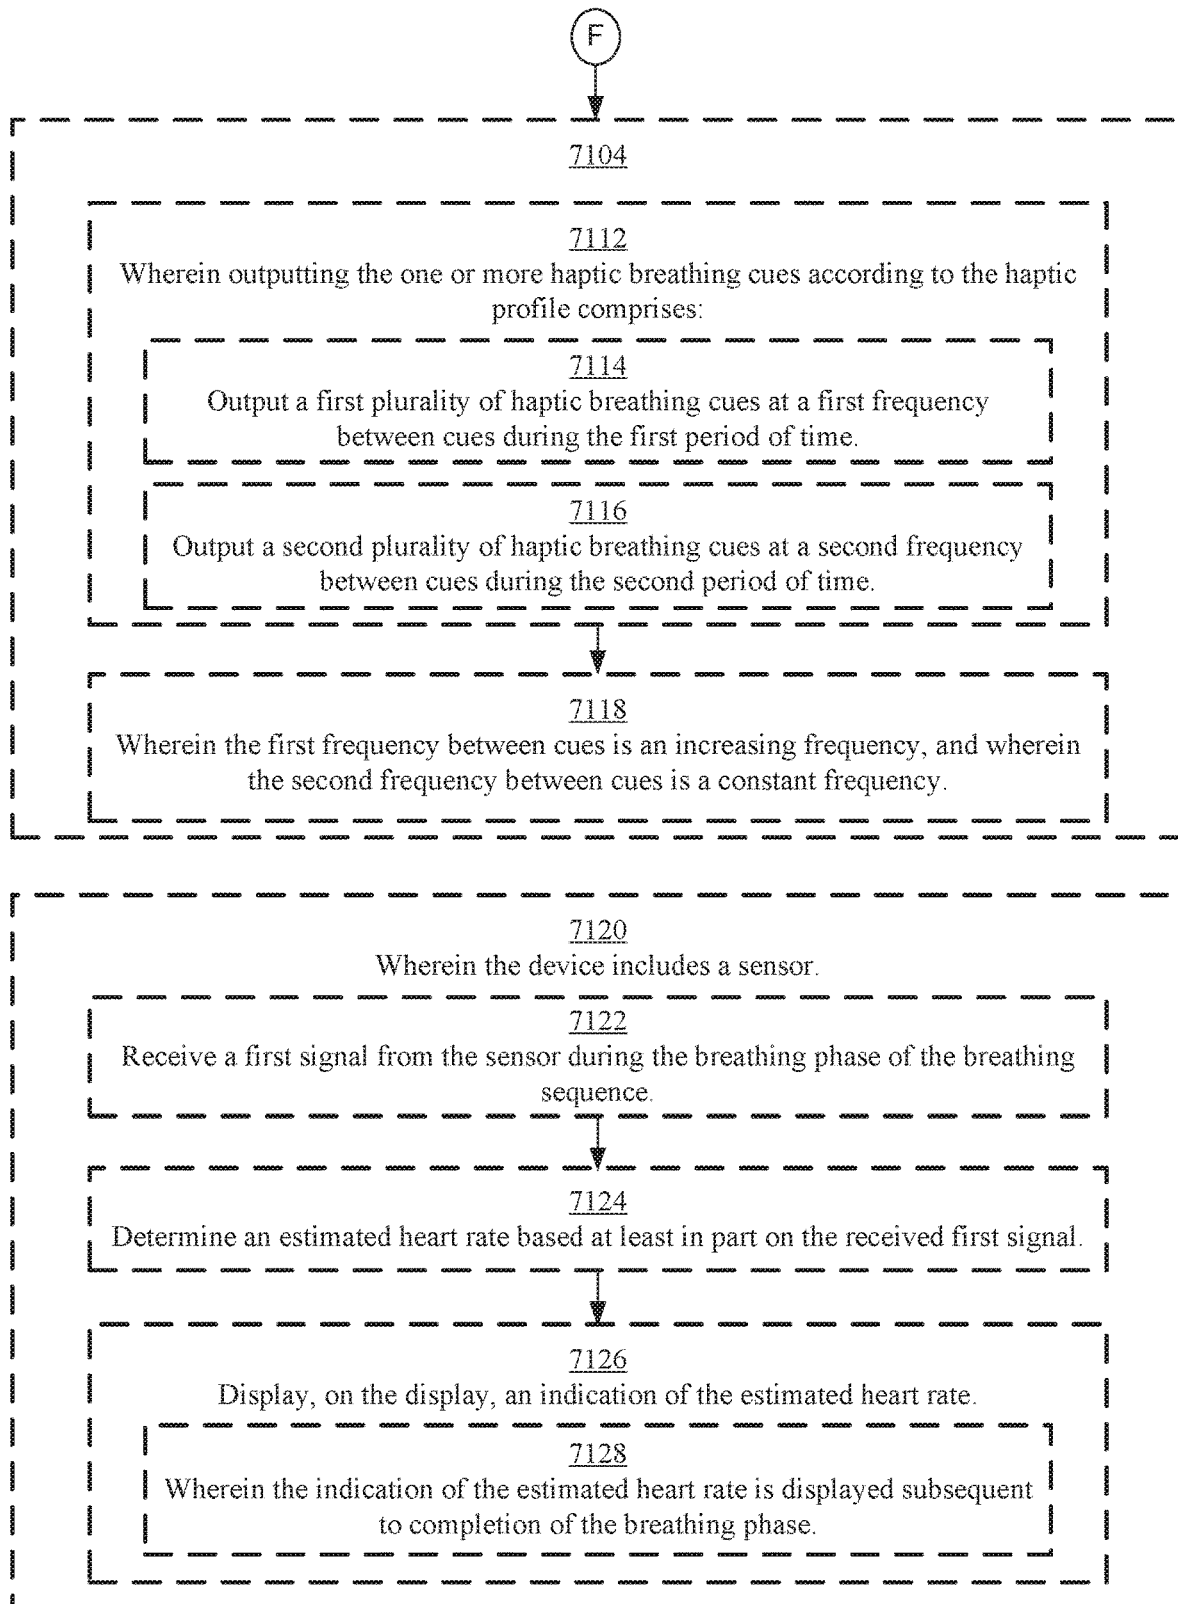 F
7104
7112
Wherein outputting the one or more haptic breathing cues according to the haptic
profile comprises:
7114
Output a first plurality of haptic breathing cues at a first frequency
between cues during the first period of time.
7116
Output a second plurality of haptic breathing cues at a second frequency
between cues during the second period of time.
7118
Wherein the first frequency between cues is an increasing frequency, and wherein
the second frequency between cues is a constant frequency.
7120
Wherein the device includes a sensor.
7122
Receive a first signal from the sensor during the breathing phase of the breathing
sequence.
7124
Determine an estimated heart rate based at least in part on the received first signal.
7126
Display, on the display, an indication of the estimated heart rate.
7128
Wherein the indication of the estimated heart rate is displayed subsequent
to completion of the breathing phase.